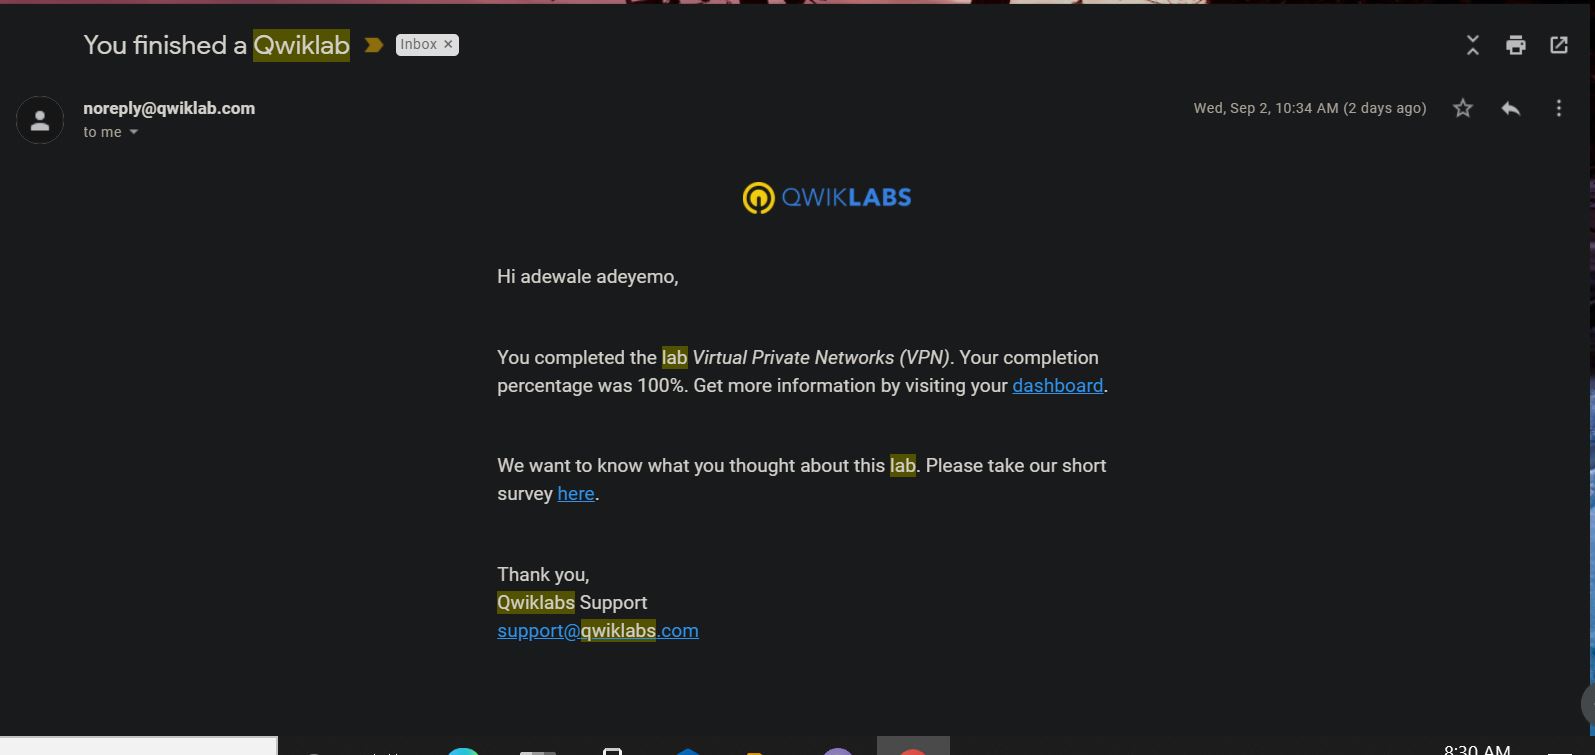 You finished a Qwiklab
Inbox ×
noreply@qwiklab.com
Wed, Sep 2, 10:34 AM (2 days ago)
to me
QWIKLABS
Hi adewale adeyemo,
You completed the lab Virtual Private Networks (VPN). Your completion
percentage was 100%. Get more information by visiting your dashboard.
We want to know what you thought about this lab. Please take our short
survey here.
Thank you,
Qwiklabs Support
support@qwiklabs.com
8:30 AM